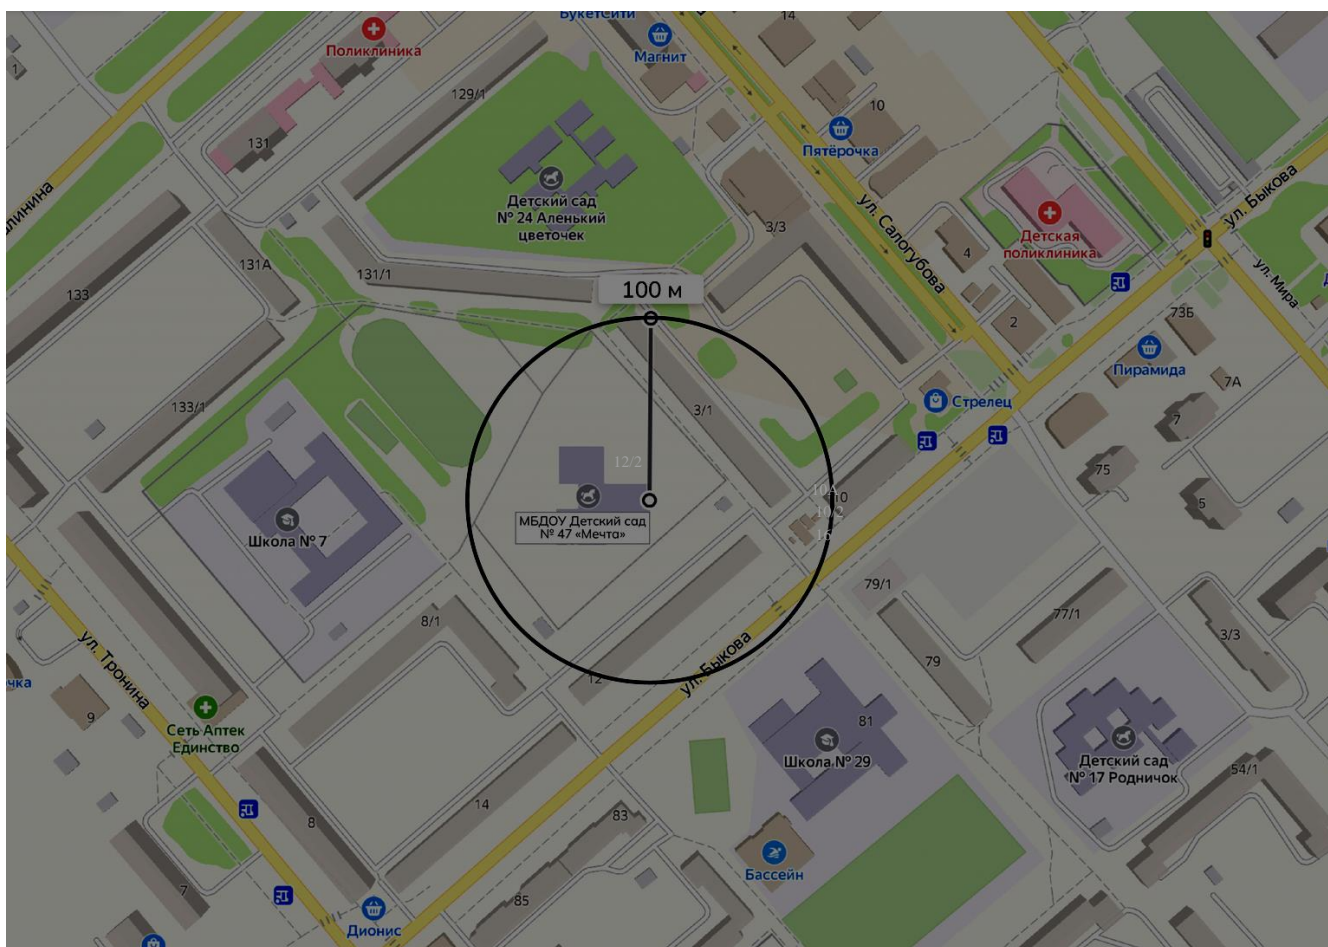 БукетСити
14
Магнит
Поликлиника
1
129/1
131
10
Пятёрочка
Детский сад
№ 24 Аленький
цветочек
ул. Салогубова
ул. Быкова
3/3
4
Детская
поликлиника
131А
131/1
133
100 м
2
ул. Мира
73Б
Пирамида
7А
133/1
3/1
Стрелец
7
75
12/2
5
10А
10
10/2
16
МБДОУ Детский сад
№ 47 «Мечта»
Школа № 7
79/1
77/1
8/1
3/3
ул. Тронина
ул. Быкова
79
12
9
Сеть Аптек
Единство
81
Школа № 29
Детский сад
№ 17 Родничок
54/1
14
8
83
7
Бассейн
85
Дионис